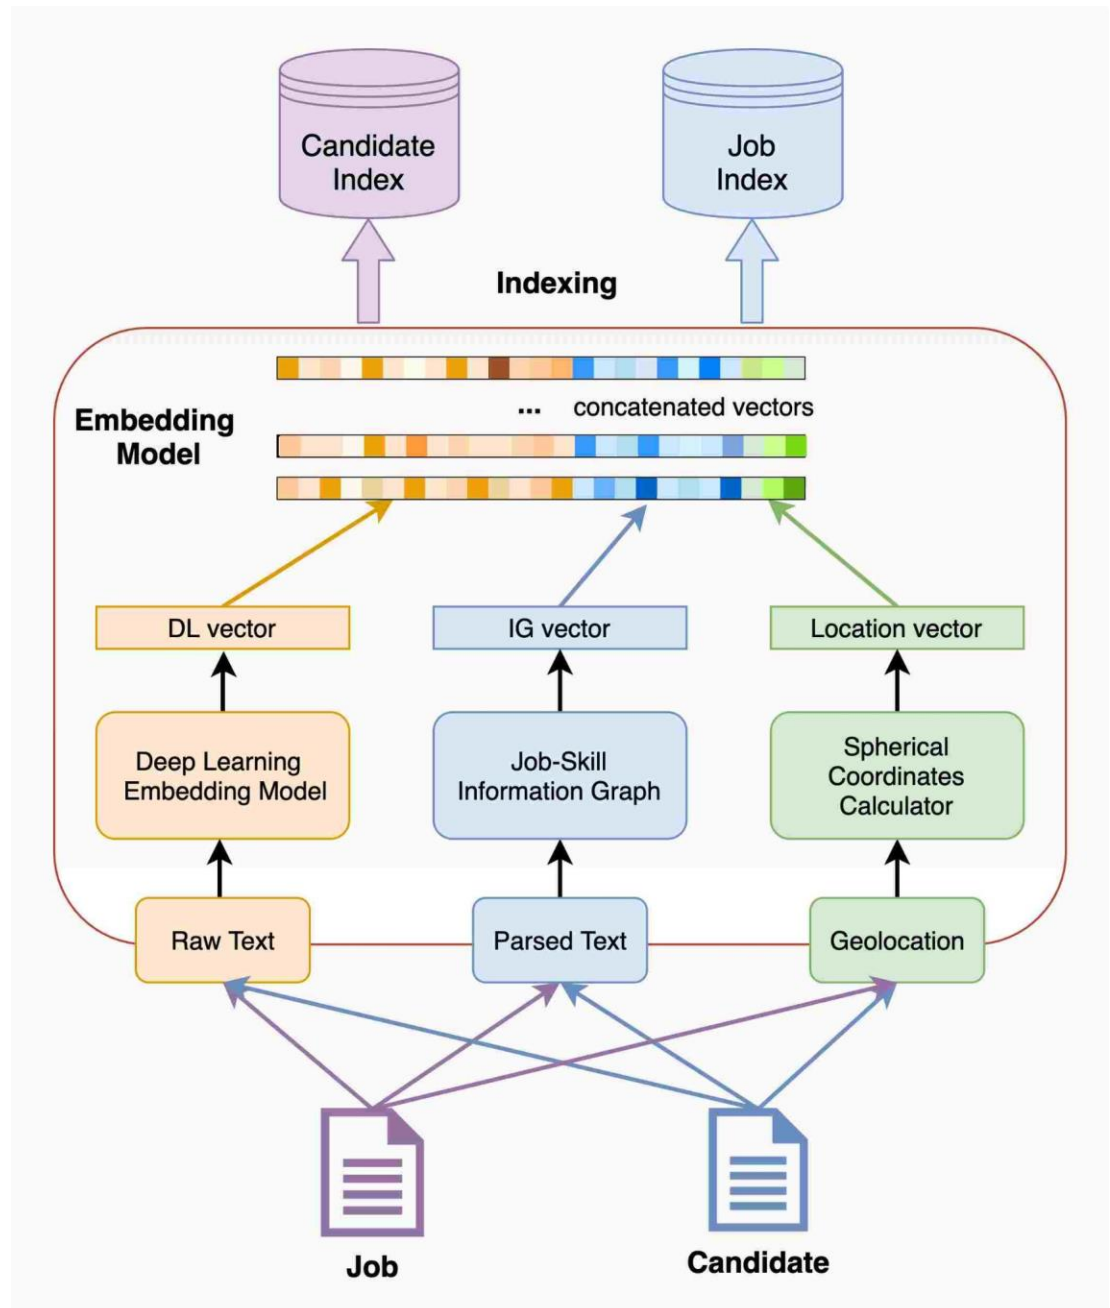 Candidate
Index
Job
Index
Indexing
Embedding
Model
... concatenated vectors
DL vector
IG vector
Location vector
Deep Learning
Embedding Model
Job-Skill
Information Graph
Spherical
Coordinates
Calculator
Raw Text
Parsed Text
Geolocation
Job
Candidate